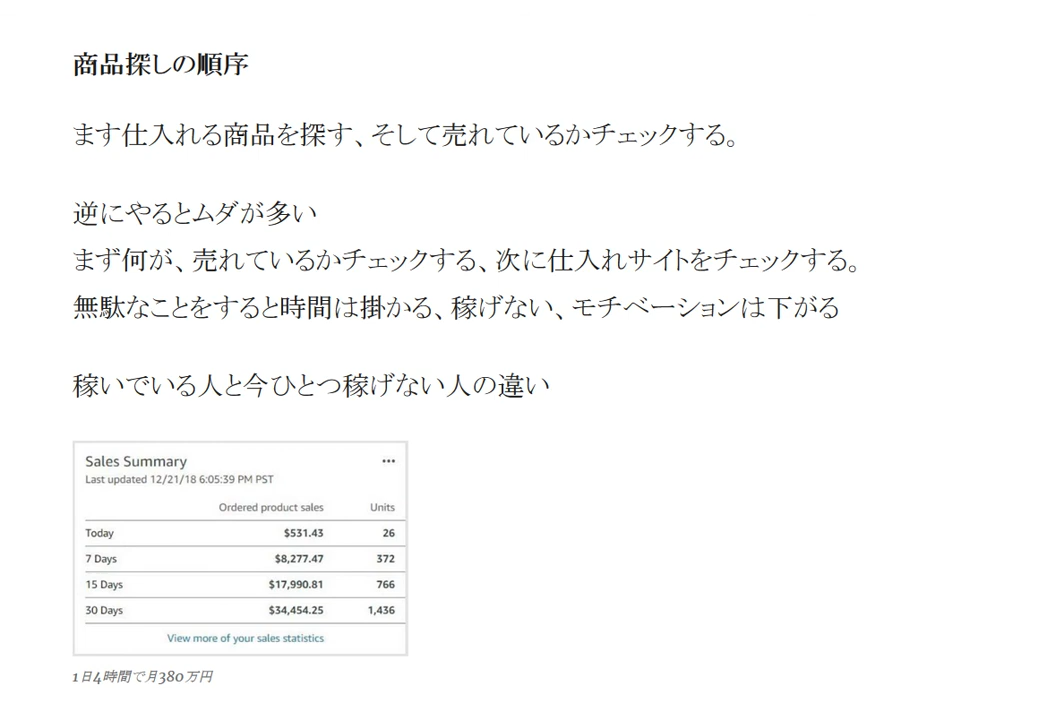 商品探しの順序
ます仕入れる商品を探す、そして売れているかチェックする。
逆にやるとムダが多い
まず何が、売れているかチェックする、次に仕入れサイトをチェックする。
無駄なことをすると時間は掛かる、稼げない、モチベーションは下がる
稼いでいる人と今ひとつ稼げない人の違い
Sales Summary ···
Last updated 12/21/18 6:05:39 PM PST
Ordered product sales Units
Today $531.43 26
7 Days $8,277.47 372
15 Days $17,990.81 766
30 Days $34,454.25 1,436
View more of your sales statistics
1日4時間で月380万円